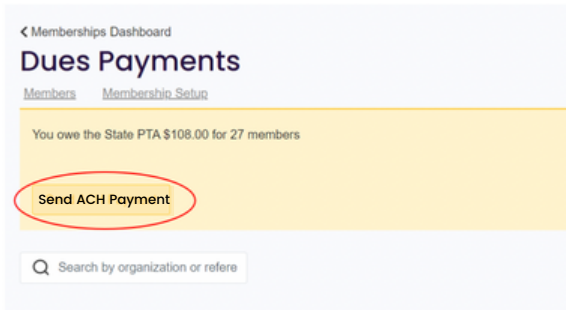 Memberships Dashboard
Dues Payments
Members Membership Setup
You owe the State PTA $108.00 for 27 members
Send ACH Payment
Search by organization or refere